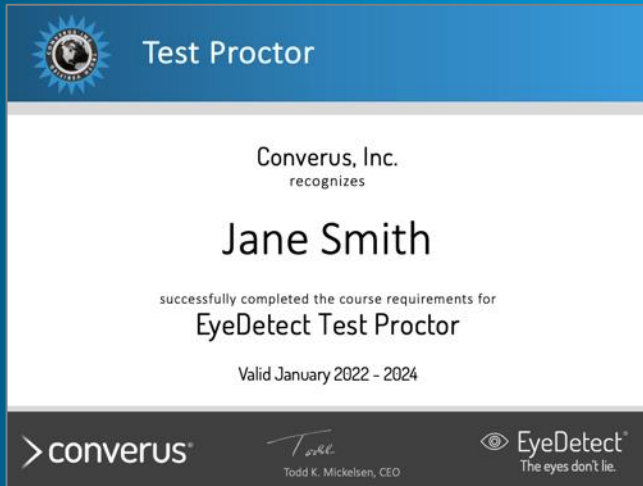 Test Proctor
Converus, Inc.
recognizes
Jane Smith
successfully completed the course requirements for
EyeDetect Test Proctor
Valid January 2022 - 2024
converus®
Todd
Todd K. Mickelsen, CEO
EyeDetect®
The eyes don't lie.